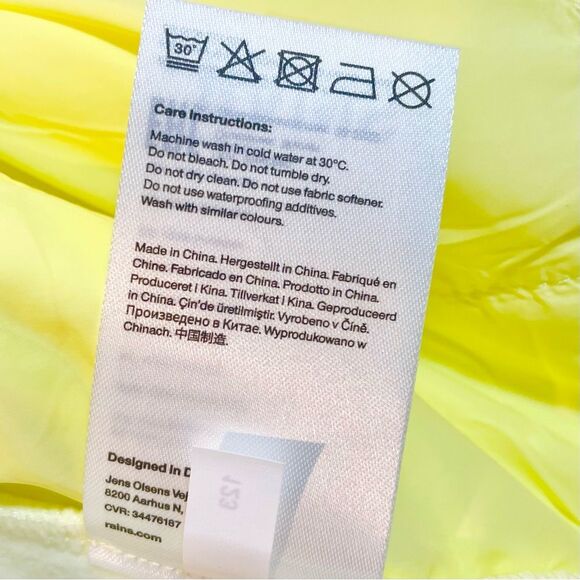 30°
Care Instructions:
Machine wash in cold water at 30°C.
Do not bleach. Do not tumble dry.
Do not dry clean. Do not use fabric softener.
Do not use waterproofing additives.
Wash with similar colours.
Made in China. Hergestellt in China. Fabriqué en
Chine. Fabricado en China. Prodotto in China.
Produceret i Kina. Tillverkat i Kina. Geproduceerd
in China. Çin'de üretilmiştir. Vyrobeno v Číně.
Произведено в Китае. Wyprodukowano w
Chinach. 中国制造.
Designed in D
Jens Olsens Vej
8200 Aarhus N,
CVR: 34476187
rains.com
123